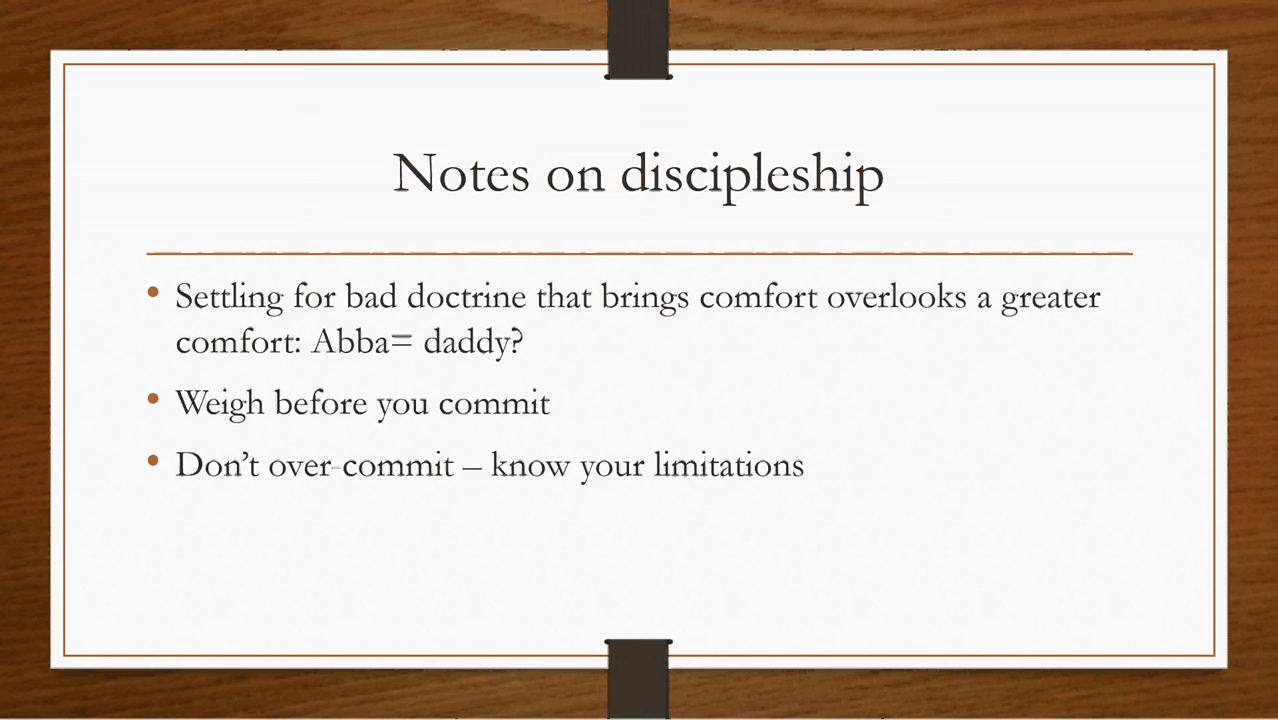 Notes on discipleship
• Settling for bad doctrine that brings comfort overlooks a greater
comfort: Abba= daddy?
• Weigh before you commit
• Don’t over-commit – know your limitations